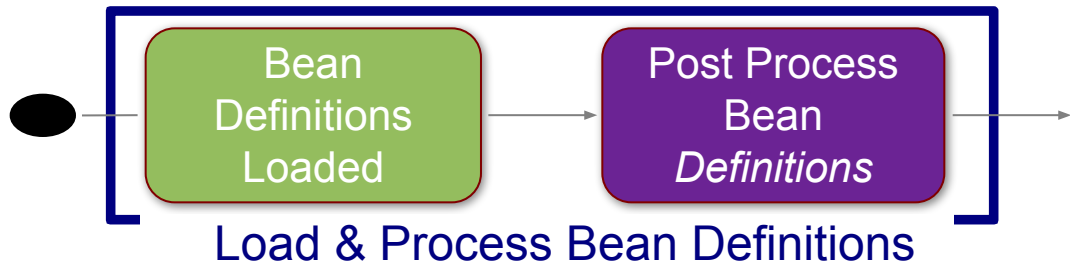 Bean
Definitions
Loaded
Post Process
Bean
Definitions
Load & Process Bean Definitions